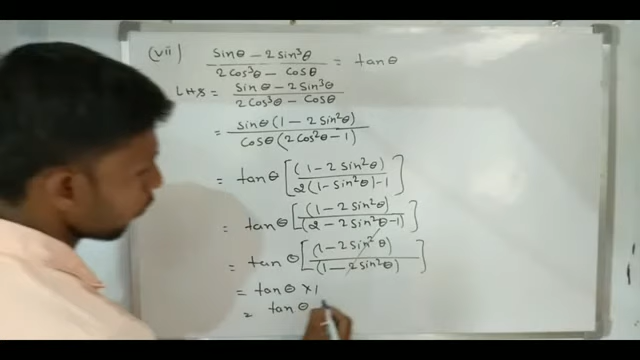 (vii) (sinθ − 2sin³θ)/(2cos³θ − cosθ) = tanθ
LHS = (sinθ − 2sin³θ)/(2cos³θ − cosθ)
= sinθ(1 − 2sin²θ)/cosθ(2cos²θ − 1)
= tanθ[(1 − 2sin²θ)/2(1 − sin²θ) − 1]
= tanθ[(1 − 2sin²θ)/(2 − 2sin²θ − 1)]
= tanθ[(1 − 2sin²θ)/(1 − 2sin²θ)]
= tanθ × 1
= tanθ